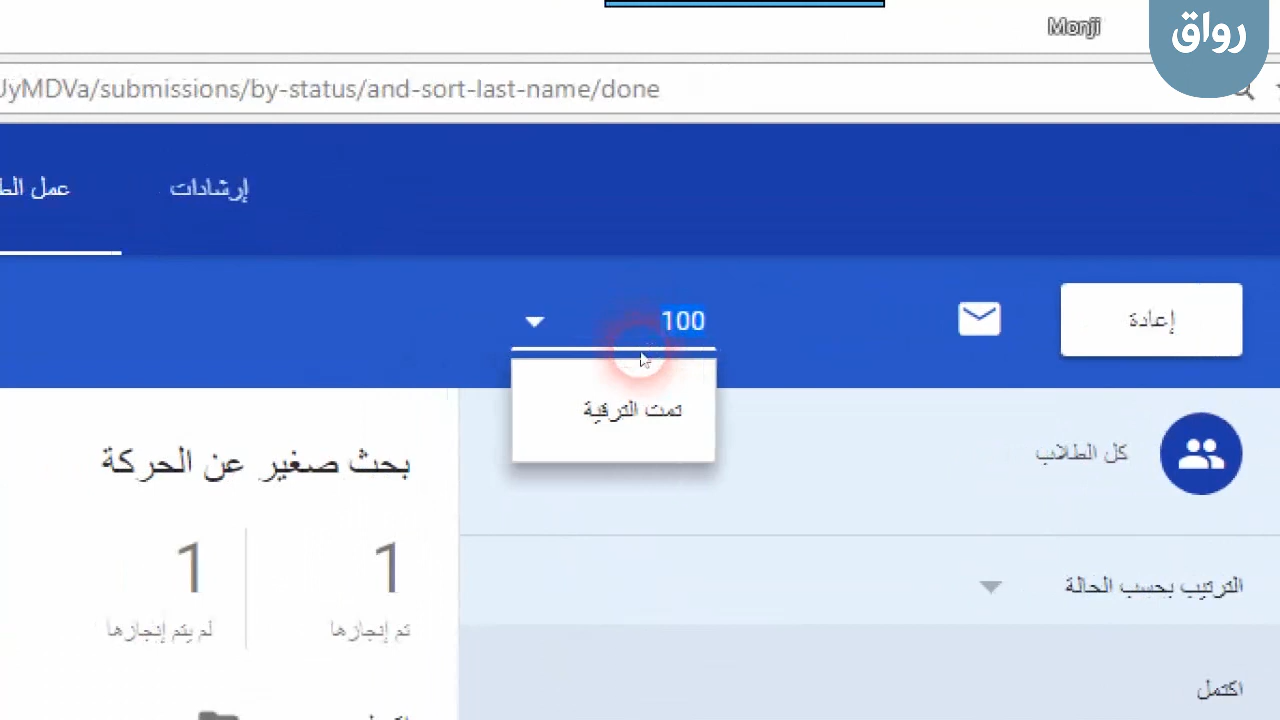 Monji
رواق
UyMDVa/submissions/by-status/and-sort-last-name/done
إرشادات
عمل الط
إعادة
100
تمت الترقية
كل الطلاب
بحث صغير عن الحركة
الترتيب بحسب الحالة
1
1
تم إنجازها
لم يتم إنجازها
اكتمل